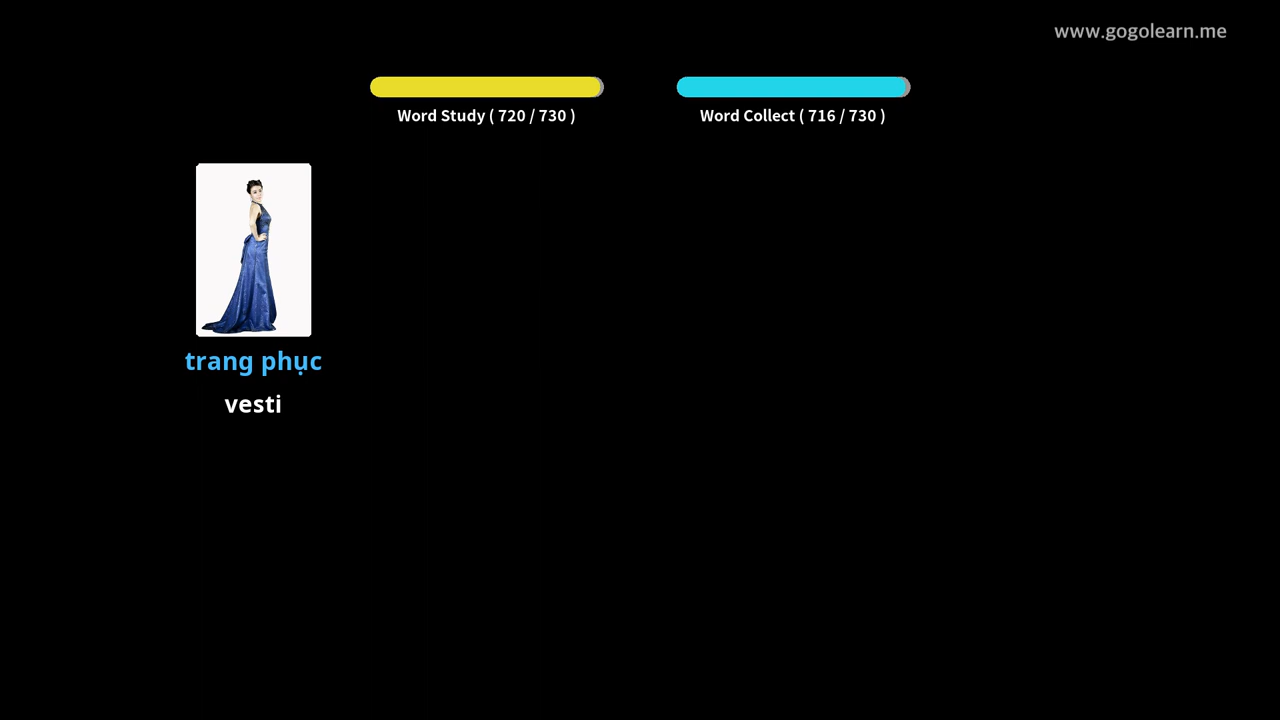 www.gogolearn.me
Word Study ( 720 / 730 )
Word Collect ( 716 / 730 )
trang phục
vesti